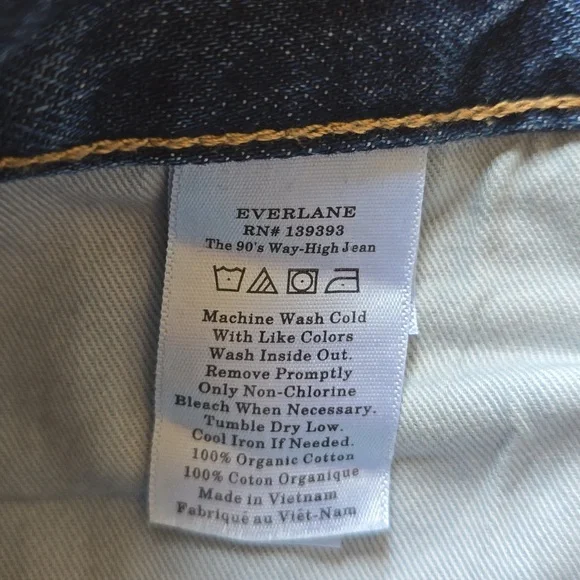 EVERLANE
RN# 139393
The 90's Way-High Jean
Machine Wash Cold
With Like Colors
Wash Inside Out.
Remove Promptly
Only Non-Chlorine
Bleach When Necessary.
Tumble Dry Low.
Cool Iron If Needed.
100% Organic Cotton
100% Coton Organique
Made in Vietnam
Fabriqué au Viêt-Nam